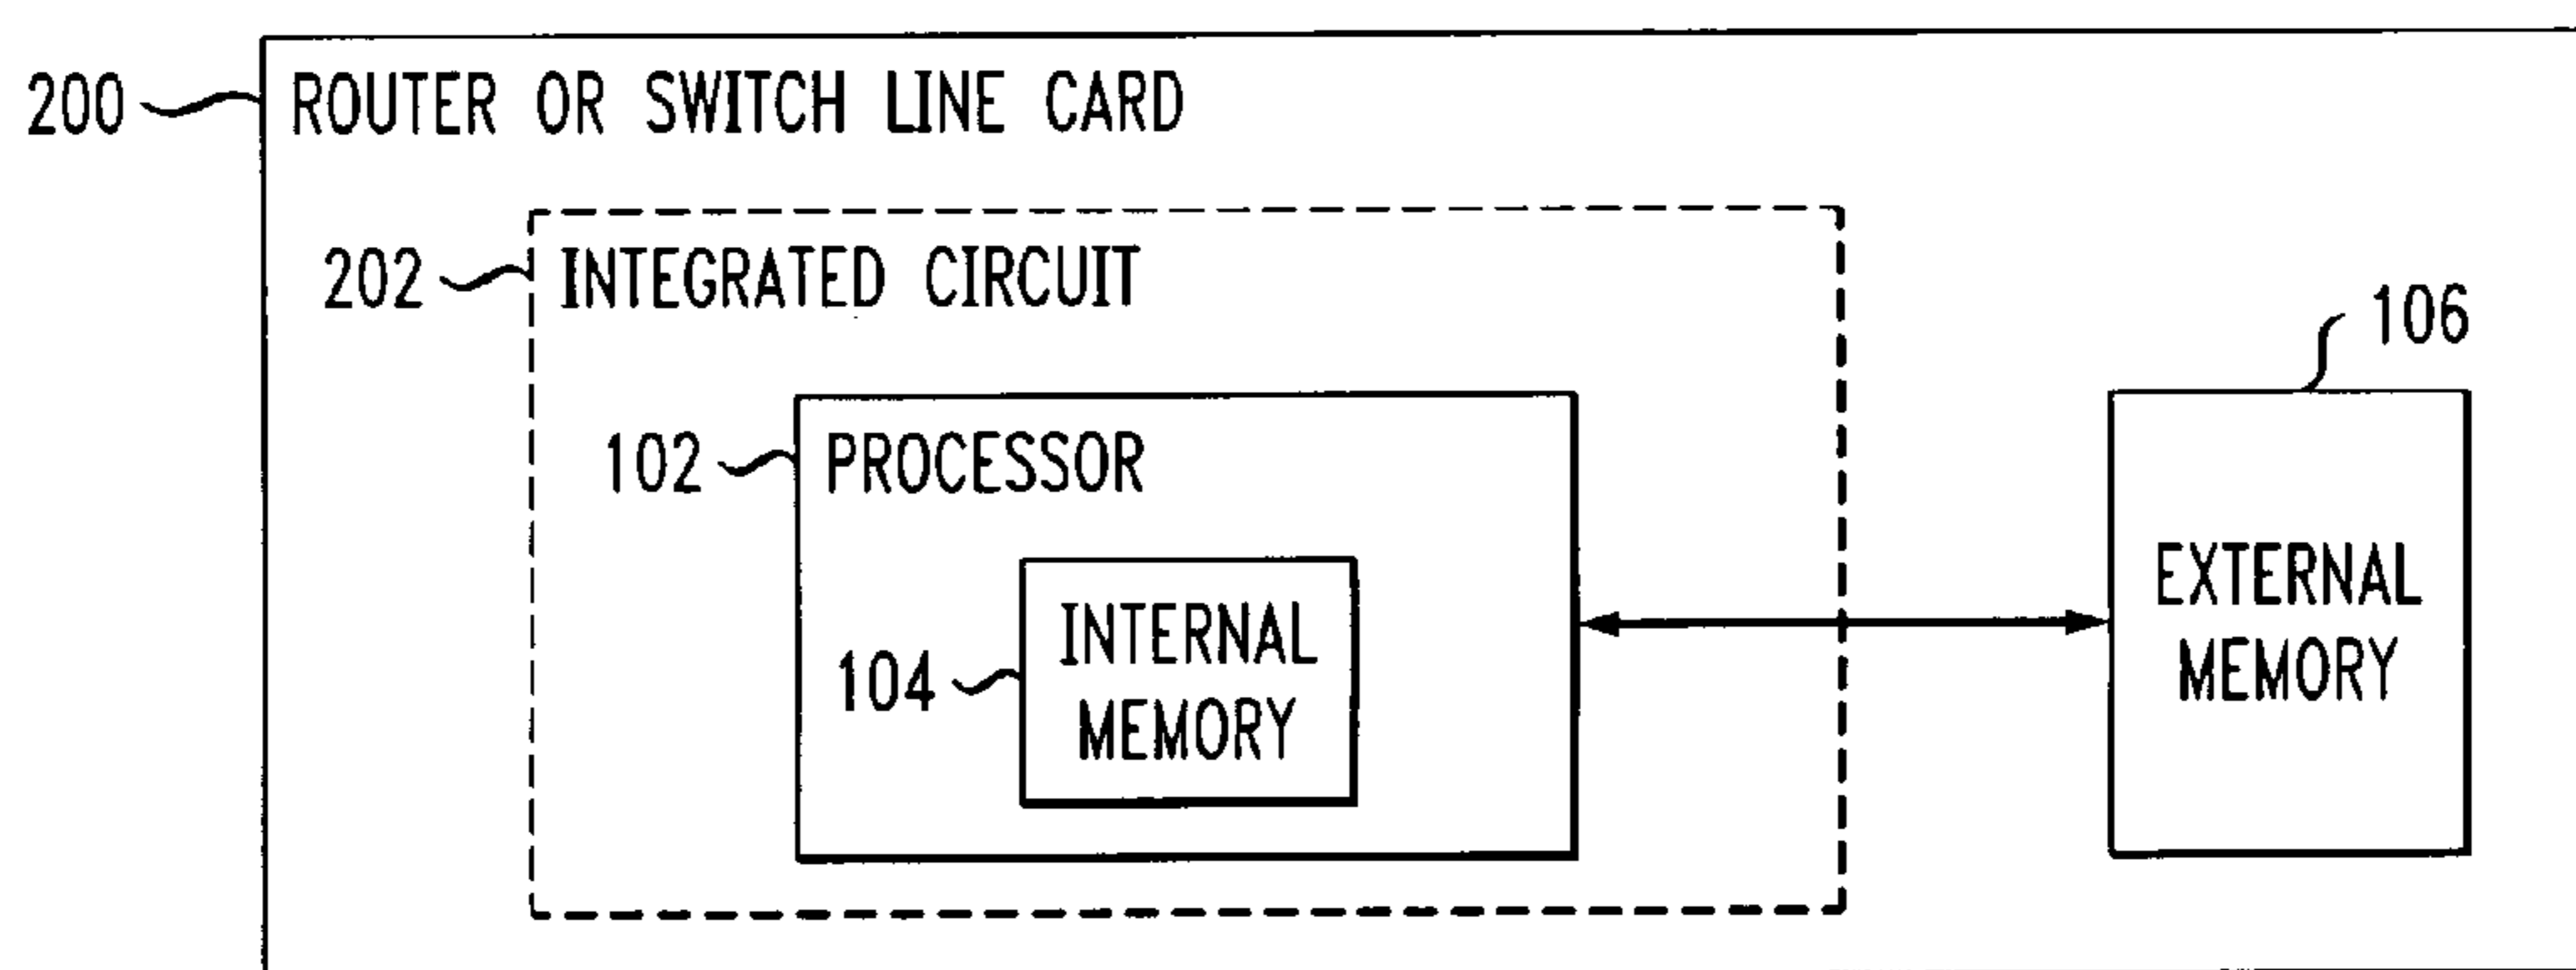 200 ROUTER OR SWITCH LINE CARD
202 INTEGRATED CIRCUIT
106
102 PROCESSOR
104 INTERNAL MEMORY
EXTERNAL MEMORY